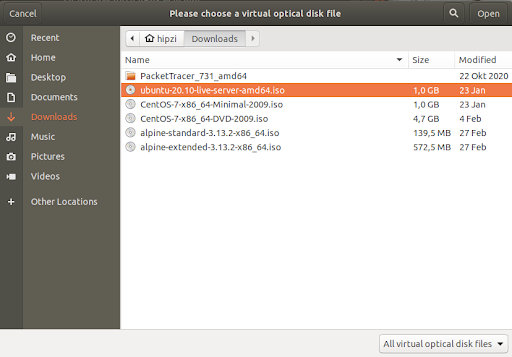 Cancel Please choose a virtual optical disk file Open
Recent
Home
Desktop
Documents
Downloads
Music
Pictures
Videos
Other Locations
hipzi Downloads
Name Size Modified
PacketTracer_731_amd64 22 Okt 2020
ubuntu-20.10-live-server-amd64.iso 1,0 GB 23 Jan
CentOS-7-x86_64-Minimal-2009.iso 1,0 GB 23 Jan
CentOS-7-x86_64-DVD-2009.iso 4,7 GB 4 Feb
alpine-standard-3.13.2-x86_64.iso 139,5 MB 27 Feb
alpine-extended-3.13.2-x86_64.iso 572,5 MB 27 Feb
All virtual optical disk files